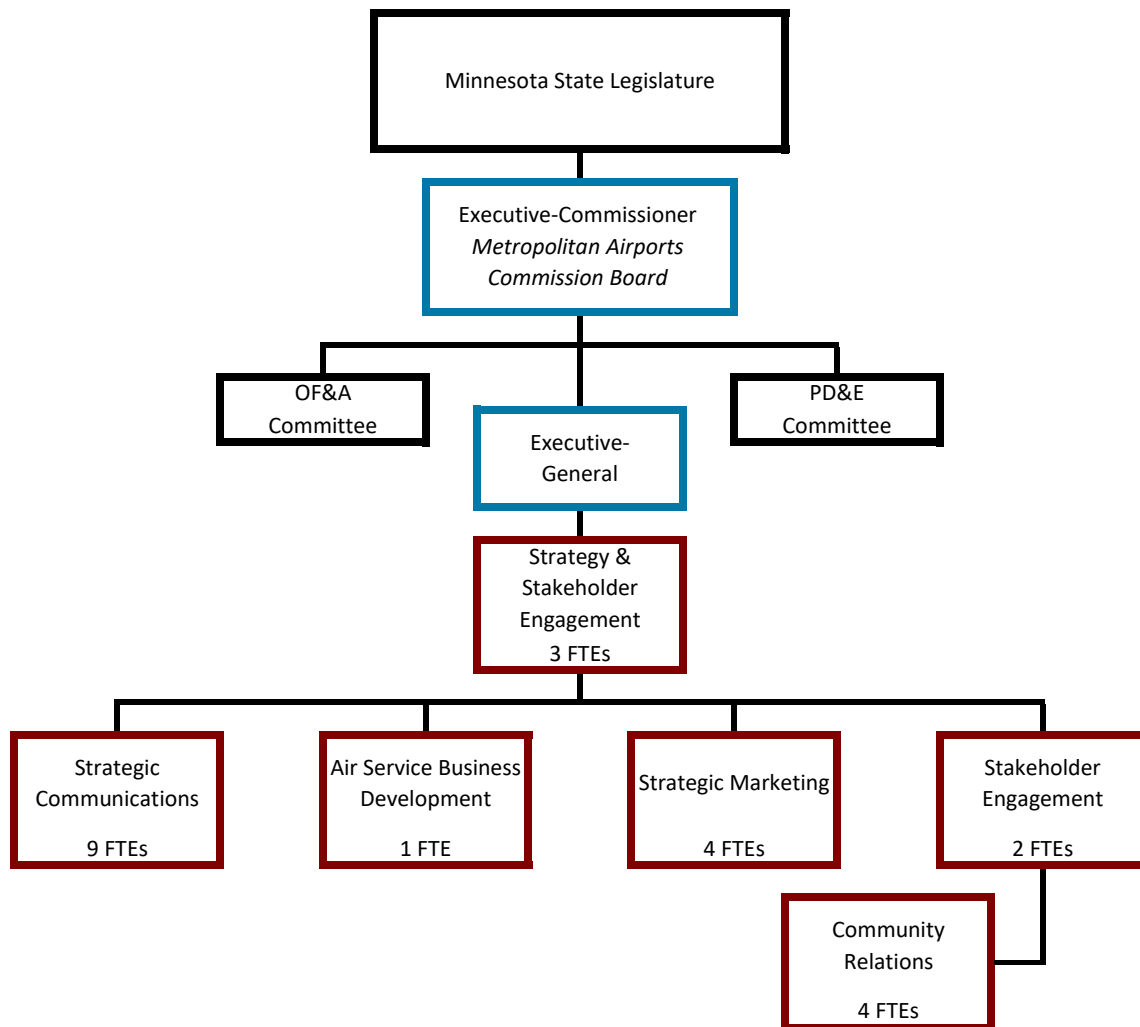 Minnesota State Legislature
Executive-Commissioner
Metropolitan Airports
Commission Board
OF&A
Committee
PD&E
Committee
Executive-
General
Strategy &
Stakeholder
Engagement
3 FTEs
Strategic
Communications
9 FTEs
Air Service Business
Development
1 FTE
Strategic Marketing
4 FTEs
Stakeholder
Engagement
2 FTEs
Community
Relations
4 FTEs